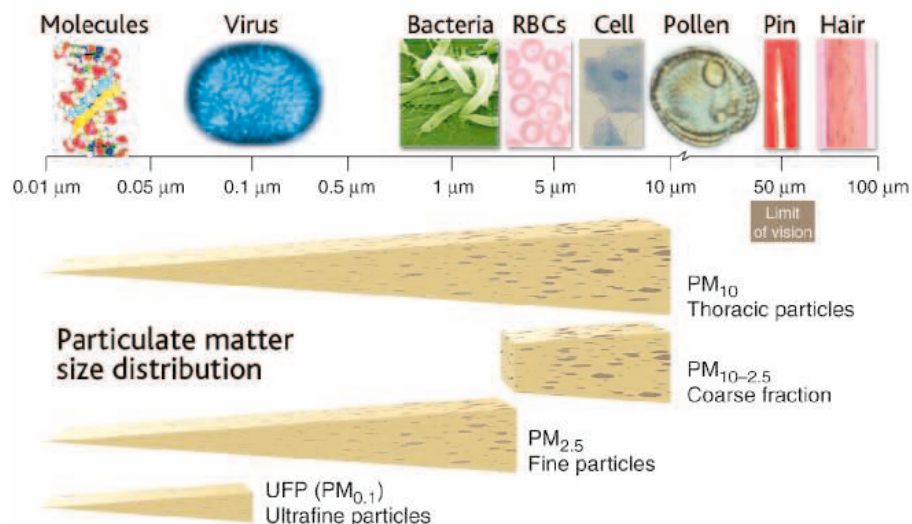 Molecules Virus Bacteria RBCs Cell Pollen Pin Hair
0.01 μm 0.05 μm 0.1 μm 0.5 μm 1 μm 5 μm 10 μm 50 μm 100 μm
Limit
of vision
PM10
Thoracic particles
Particulate matter
size distribution
PM10–2.5
Coarse fraction
PM2.5
Fine particles
UFP (PM0.1)
Ultrafine particles